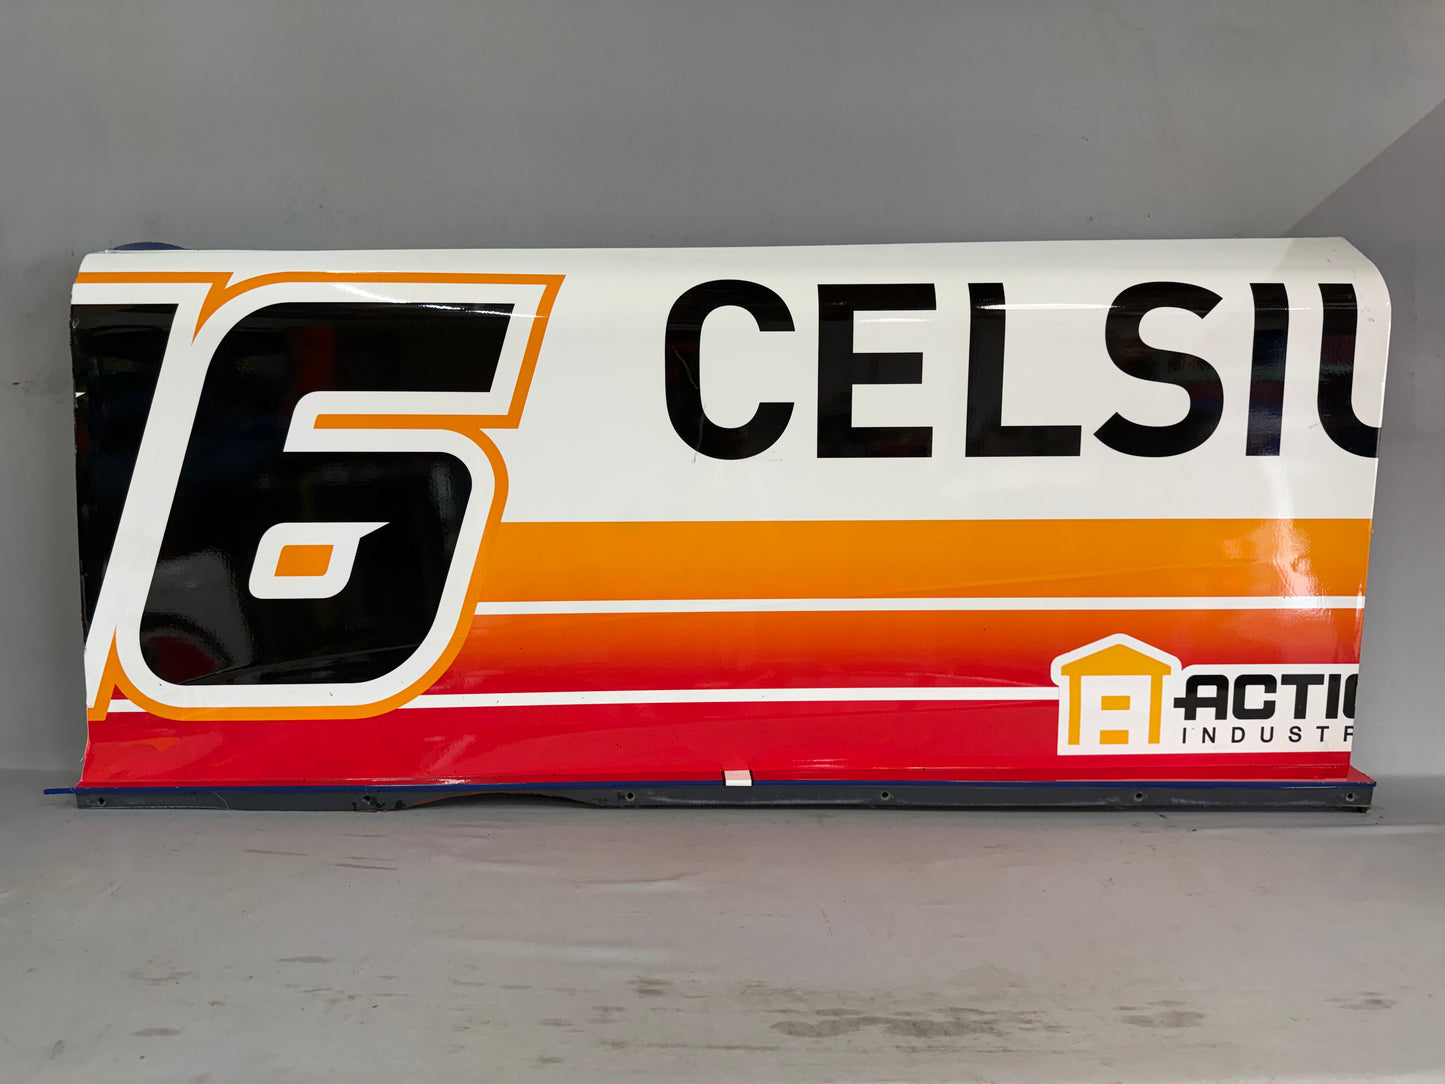 6
CELSIU
ACTIO
INDUSTR